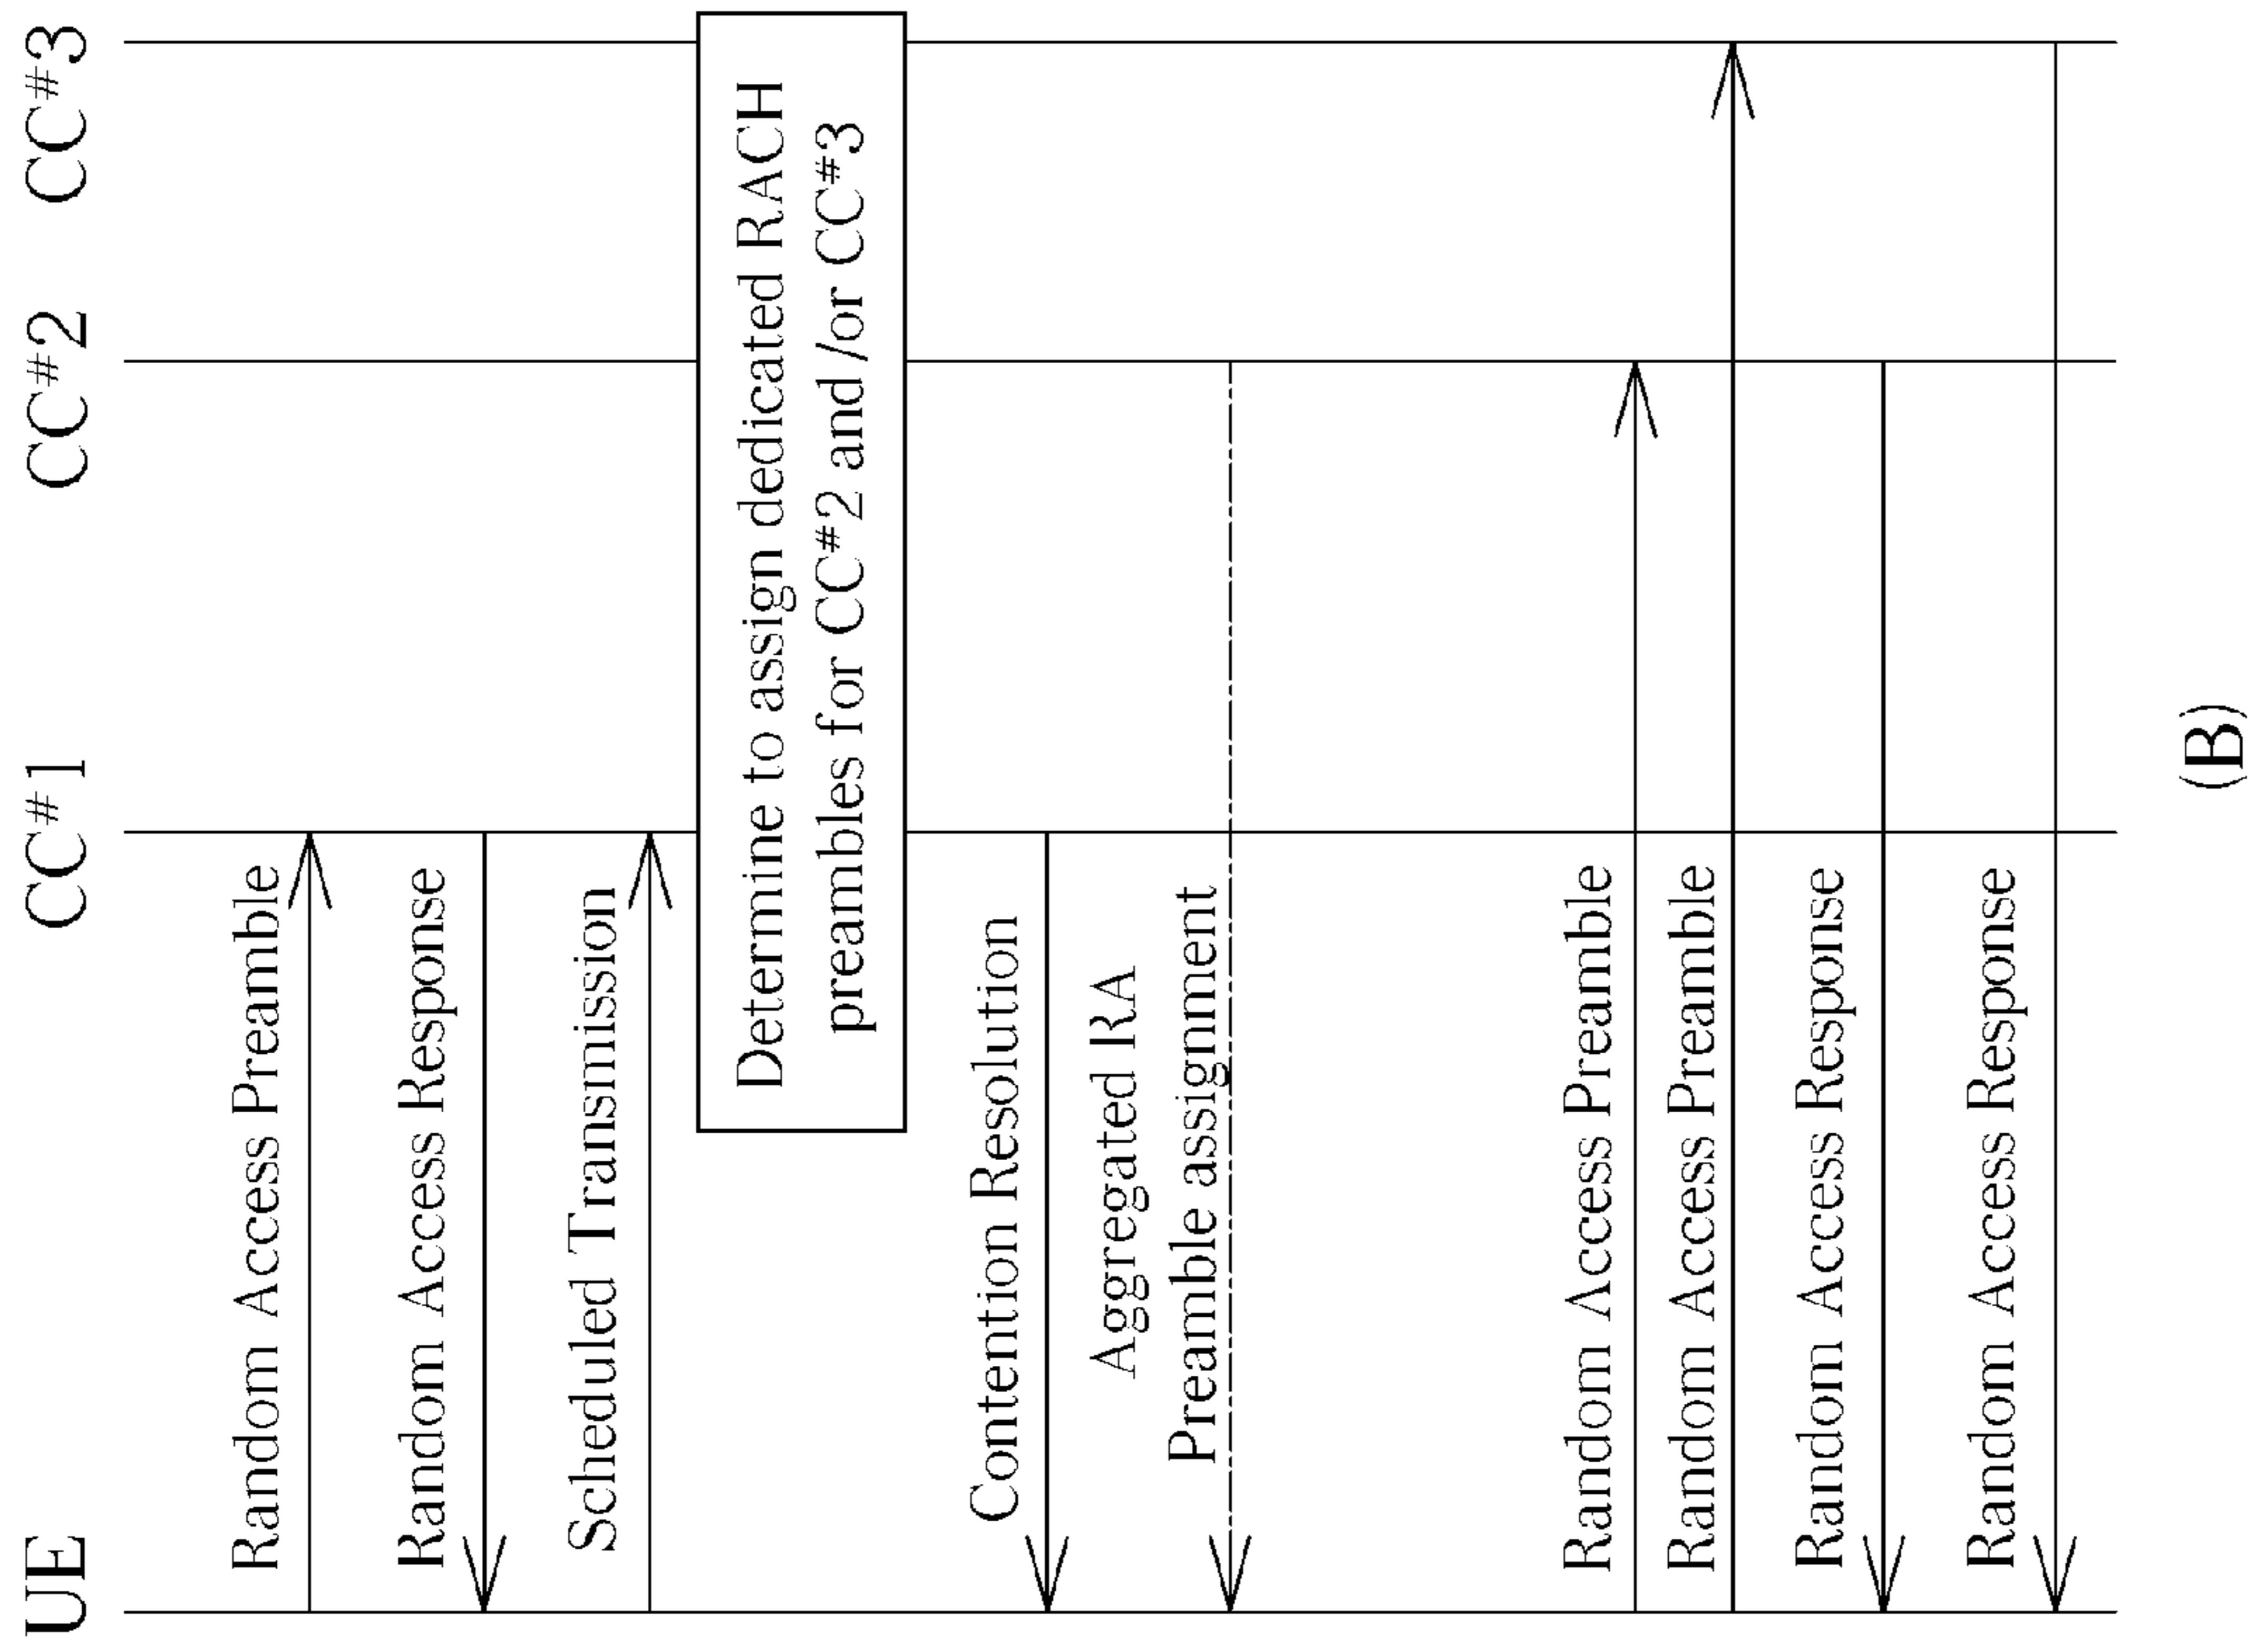 UE CC#1 CC#2 CC#3
Random Access Preamble
Random Access Response
Scheduled Transmission
Determine to assign dedicated RACH
preambles for CC#2 and/or CC#3
Contention Resolution
Aggregated RA
Preamble assignment
Random Access Preamble
Random Access Preamble
Random Access Response
Random Access Response
(B)